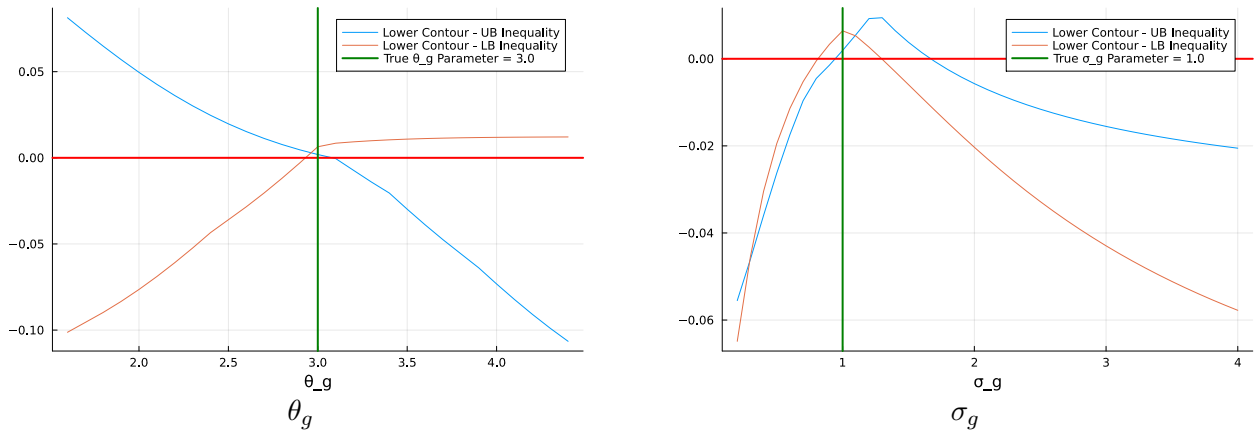 Lower Contour - UB Inequality
Lower Contour - LB Inequality
True θ_g Parameter = 3.0
0.05
0.00
−0.05
−0.10
2.0 2.5 3.0 3.5 4.0
θ_g
θg
Lower Contour - UB Inequality
Lower Contour - LB Inequality
True σ_g Parameter = 1.0
0.00
−0.02
−0.04
−0.06
1 2 3 4
σ_g
σg